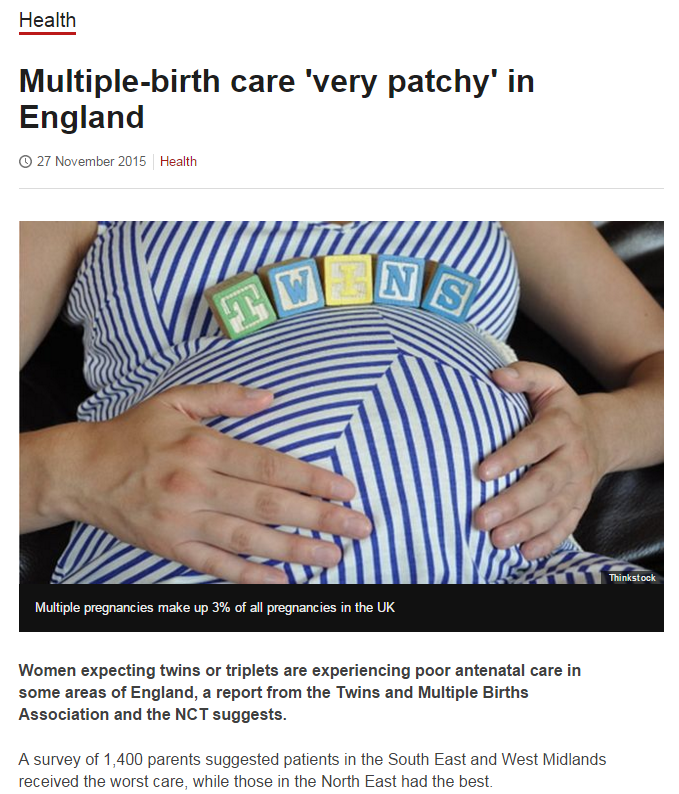 Health
Multiple-birth care 'very patchy' in
England
27 November 2015 Health
TWINS
Thinkstock
Multiple pregnancies make up 3% of all pregnancies in the UK
Women expecting twins or triplets are experiencing poor antenatal care in
some areas of England, a report from the Twins and Multiple Births
Association and the NCT suggests.
A survey of 1,400 parents suggested patients in the South East and West Midlands
received the worst care, while those in the North East had the best.